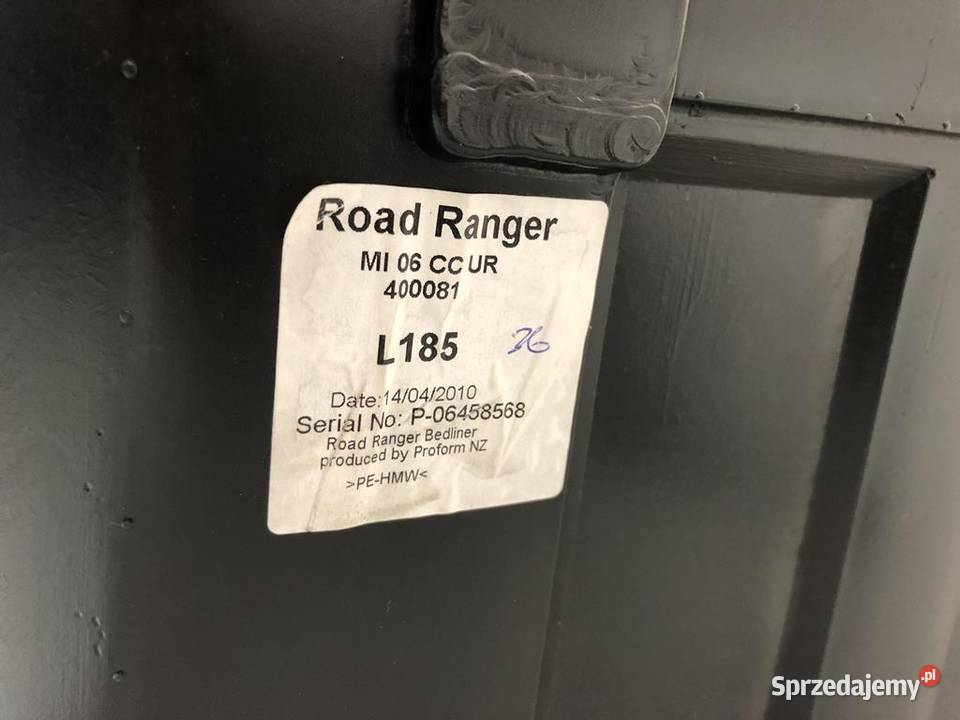 Road Ranger
MI 06 CC UR
400081
L185 26
Date:14/04/2010
Serial No: P-06458568
Road Ranger Bedliner
produced by Proform NZ
>PE-HMW<
Sprzedajemy.pl